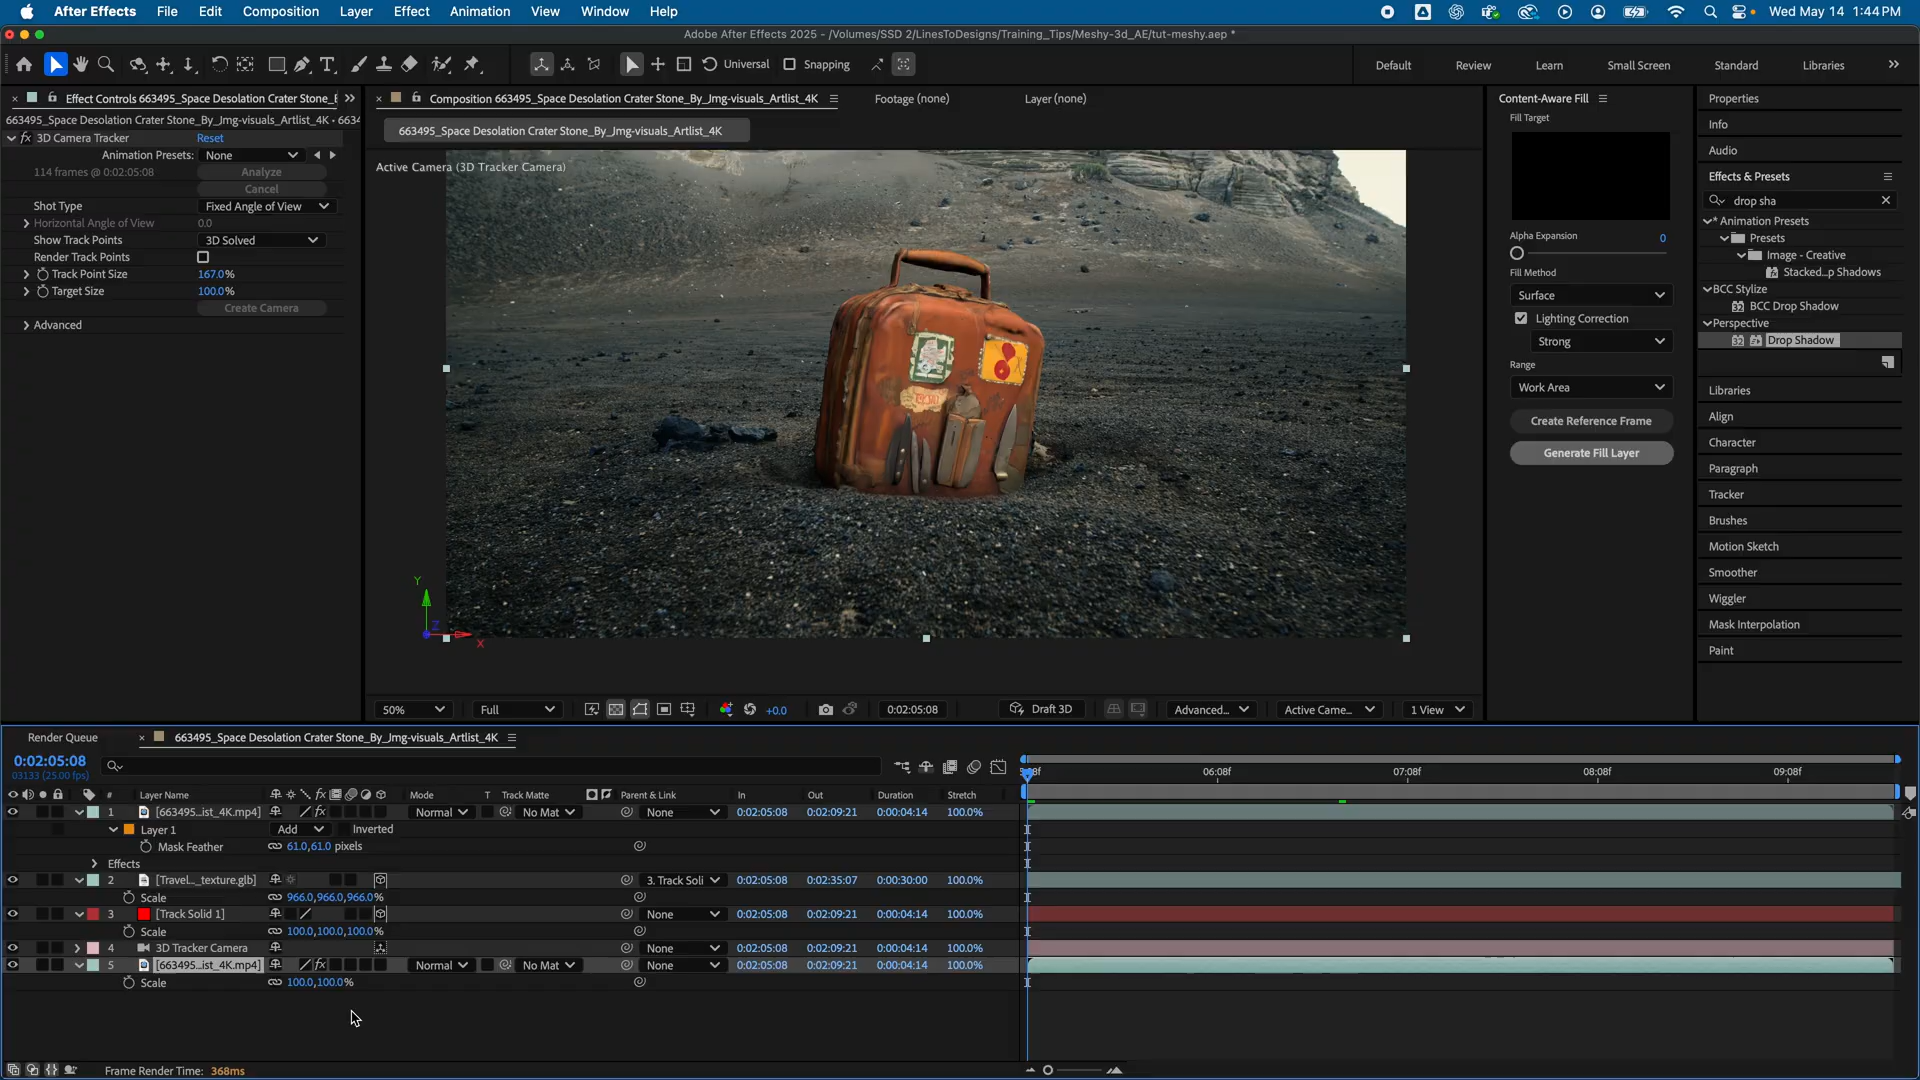 After Effects File Edit Composition Layer Effect Animation View Window Help
Wed May 14 1:44 PM
Adobe After Effects 2025 - /Volumes/SSD 2/LinesToDesigns/Training_Tips/Meshy-3d_AE/tut-meshy.aep *
Universal Snapping
Default Review Learn Small Screen Standard Libraries
Effect Controls 663495_Space Desolation Crater Stone_E
663495_Space Desolation Crater Stone_By_Jmg-visuals_Artlist_4K • 6634
3D Camera Tracker Reset
Animation Presets: None
114 frames @ 0:02:05:08 Analyze
Cancel
Shot Type Fixed Angle of View
Horizontal Angle of View 0.0
Show Track Points 3D Solved
Render Track Points
Track Point Size 167.0%
Target Size 100.0%
Create Camera
Advanced
Composition 663495_Space Desolation Crater Stone_By_Jmg-visuals_Artlist_4K
Footage (none) Layer (none)
663495_Space Desolation Crater Stone_By_Jmg-visuals_Artlist_4K
Active Camera (3D Tracker Camera)
Y
Z
X
50% Full +0.0 0:02:05:08 Draft 3D Advanced... Active Came... 1 View
Content-Aware Fill
Fill Target
Alpha Expansion 0
Fill Method
Surface
Lighting Correction
Strong
Range
Work Area
Create Reference Frame
Generate Fill Layer
Properties
Info
Audio
Effects & Presets
drop sha
* Animation Presets
Presets
Image - Creative
Stacked...p Shadows
BCC Stylize
BCC Drop Shadow
Perspective
32 Drop Shadow
Libraries
Align
Character
Paragraph
Tracker
Brushes
Motion Sketch
Smoother
Wiggler
Mask Interpolation
Paint
Render Queue 663495_Space Desolation Crater Stone_By_Jmg-visuals_Artlist_4K
0:02:05:08
03133 (25.00 fps)
06:08f 07:08f 08:08f 09:08f
# Layer Name Mode T Track Matte Parent & Link In Out Duration Stretch
1 [663495...ist_4K.mp4] Normal No Mat None 0:02:05:08 0:02:09:21 0:00:04:14 100.0%
Layer 1 Add Inverted
Mask Feather 61.0,61.0 pixels
Effects
2 [Travel..._texture.glb] 3. Track Soli 0:02:05:08 0:02:35:07 0:00:30:00 100.0%
Scale 966.0,966.0,966.0%
3 [Track Solid 1] None 0:02:05:08 0:02:09:21 0:00:04:14 100.0%
Scale 100.0,100.0,100.0%
4 3D Tracker Camera None 0:02:05:08 0:02:09:21 0:00:04:14 100.0%
5 [663495...ist_4K.mp4] Normal No Mat None 0:02:05:08 0:02:09:21 0:00:04:14 100.0%
Scale 100.0,100.0%
Frame Render Time: 368ms